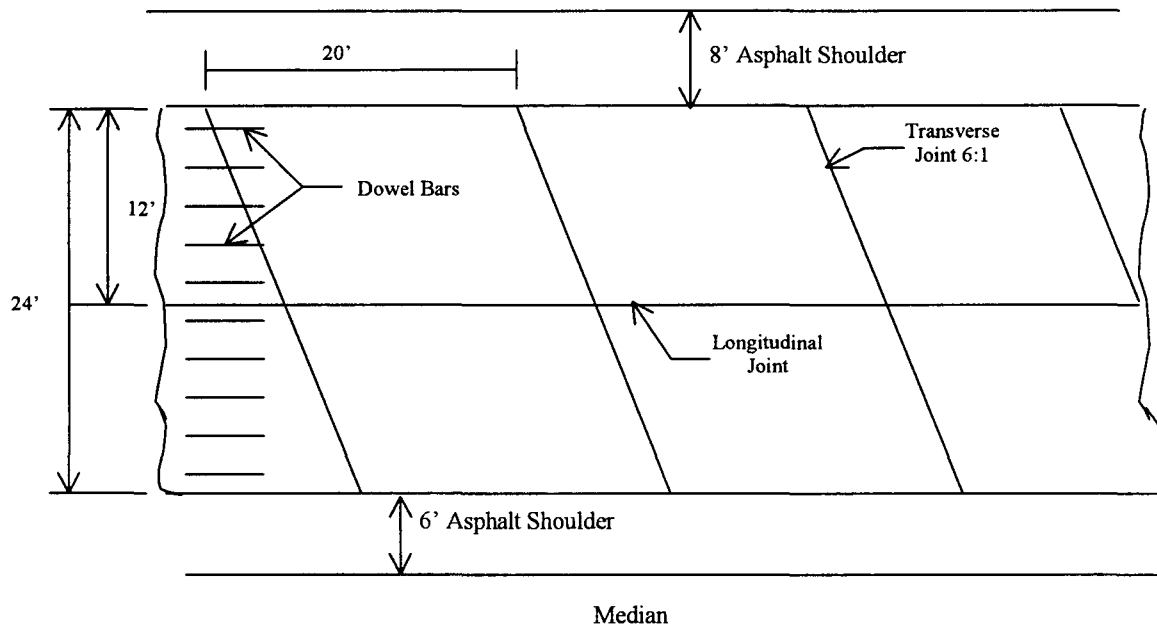 20’
8’ Asphalt Shoulder
Transverse
Joint 6:1
Dowel Bars
12’
24’
Longitudinal
Joint
6’ Asphalt Shoulder
Median